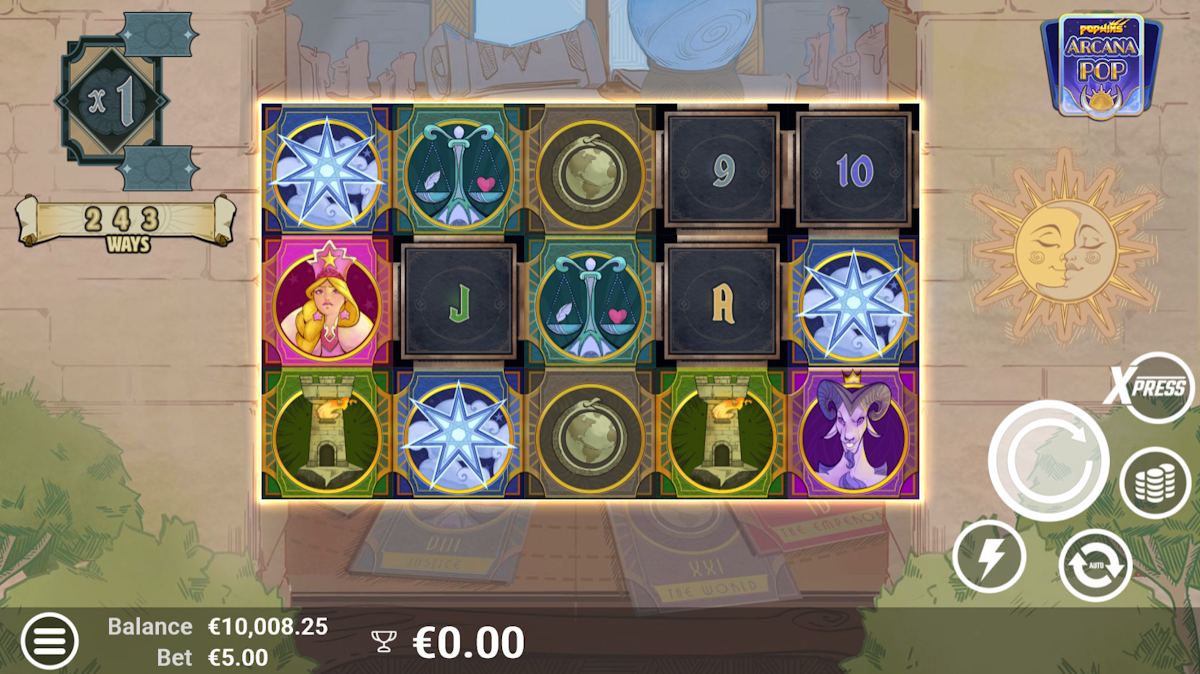 x1
243
WAYS
POPWINS
ARCANA
POP
9
10
J
A
XPRESS
AUTO
VIII
JUSTICE
XXI
THE WORLD
THE EMPEROR
Balance €10,008.25
Bet €5.00
€0.00